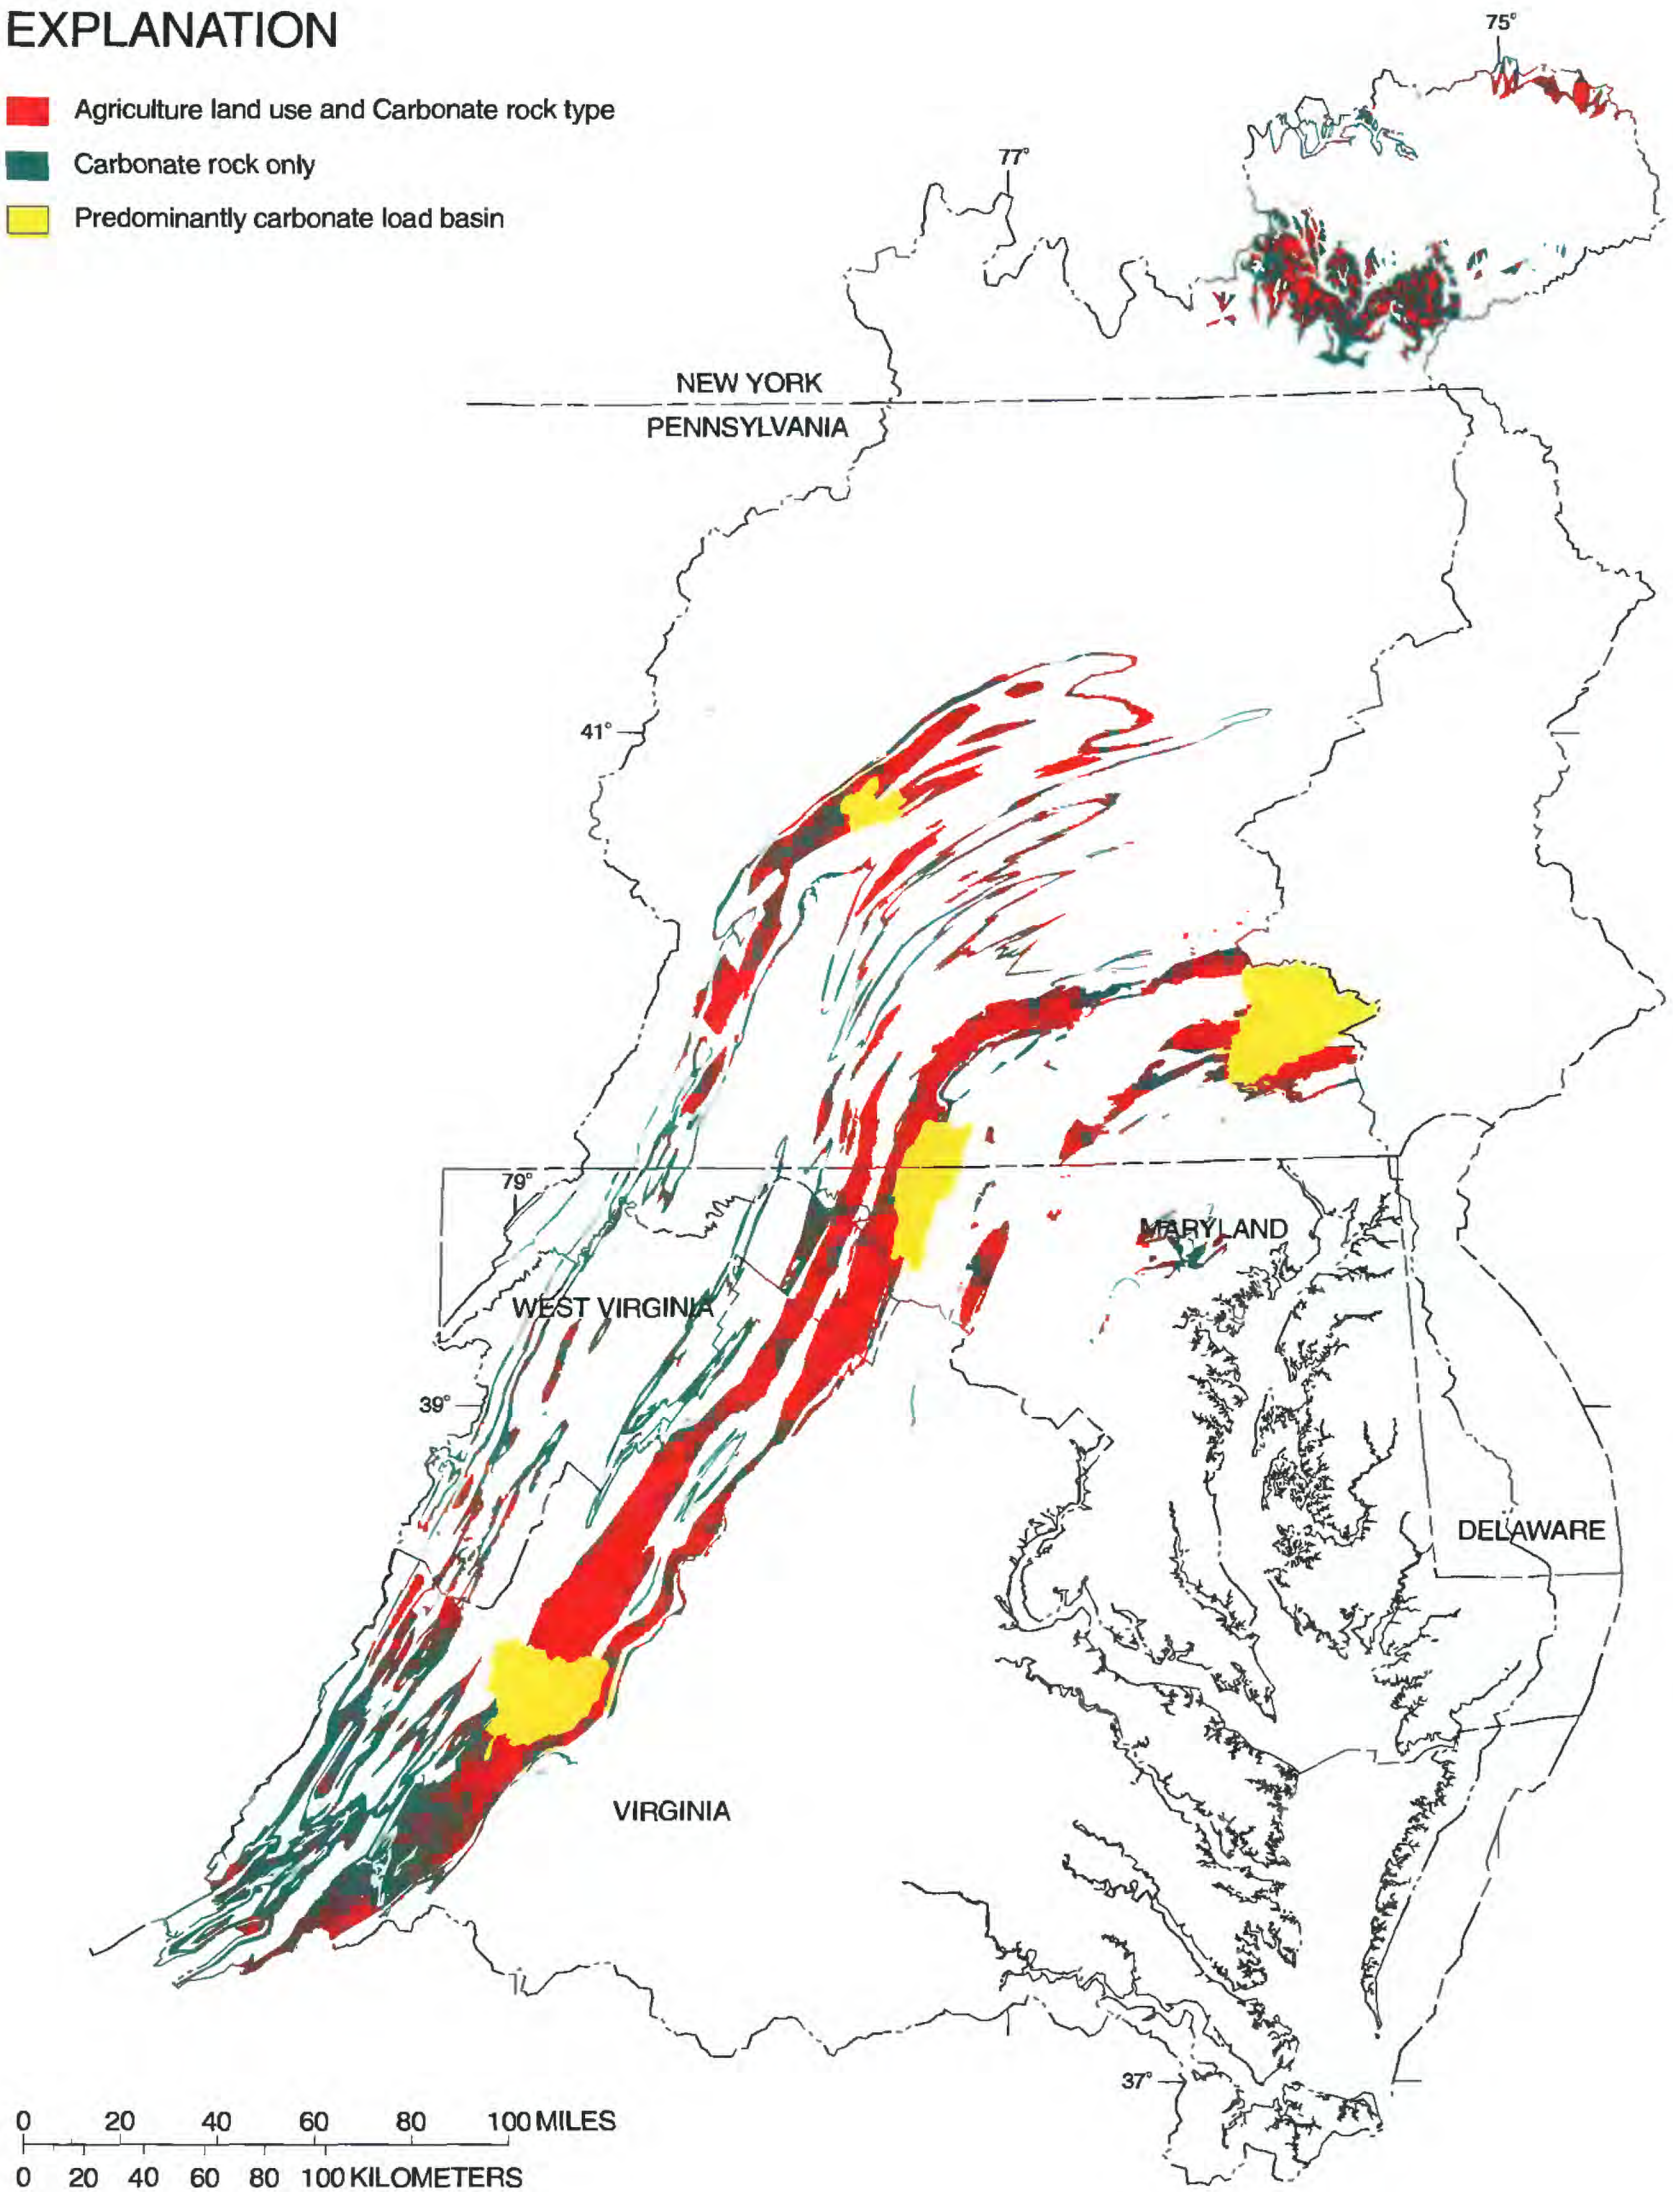 EXPLANATION
Agriculture land use and Carbonate rock type
Carbonate rock only
Predominantly carbonate load basin
75°
77°
NEW YORK
PENNSYLVANIA
41°
79°
MARYLAND
WEST VIRGINIA
39°
DELAWARE
VIRGINIA
37°
0 20 40 60 80 100 MILES
0 20 40 60 80 100 KILOMETERS